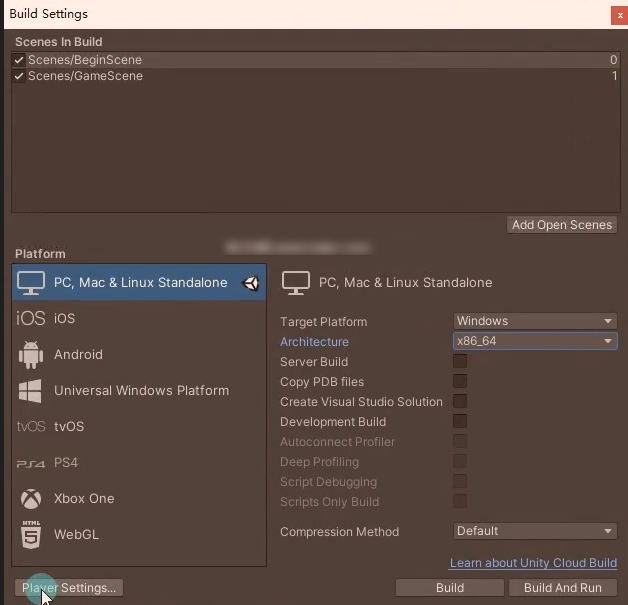 Build Settings
x
Scenes In Build
Scenes/BeginScene 0
Scenes/GameScene 1
Add Open Scenes
Platform
PC, Mac & Linux Standalone
iOS iOS
Android
Universal Windows Platform
tvOS tvOS
PS4 PS4
Xbox One
HTML 5 WebGL
PC, Mac & Linux Standalone
Target Platform Windows
Architecture x86_64
Server Build
Copy PDB files
Create Visual Studio Solution
Development Build
Autoconnect Profiler
Deep Profiling
Script Debugging
Scripts Only Build
Compression Method Default
Learn about Unity Cloud Build
Player Settings...
Build
Build And Run